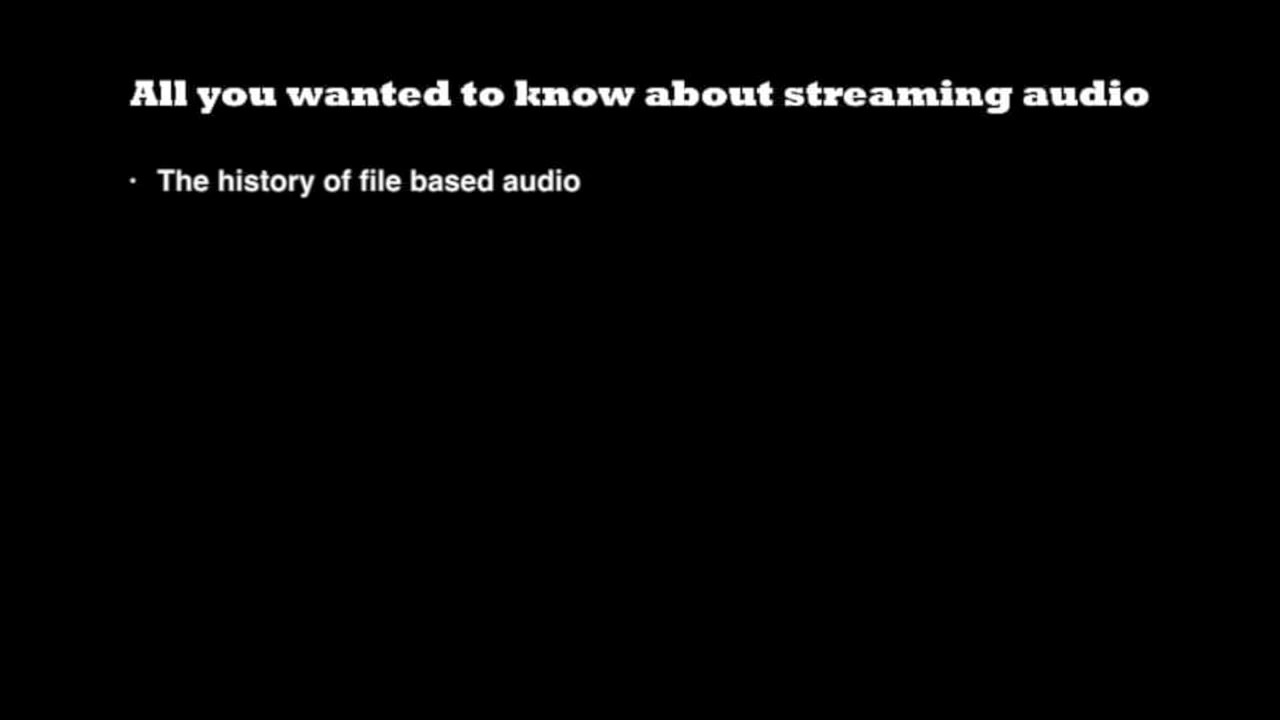 All you wanted to know about streaming audio
· The history of file based audio